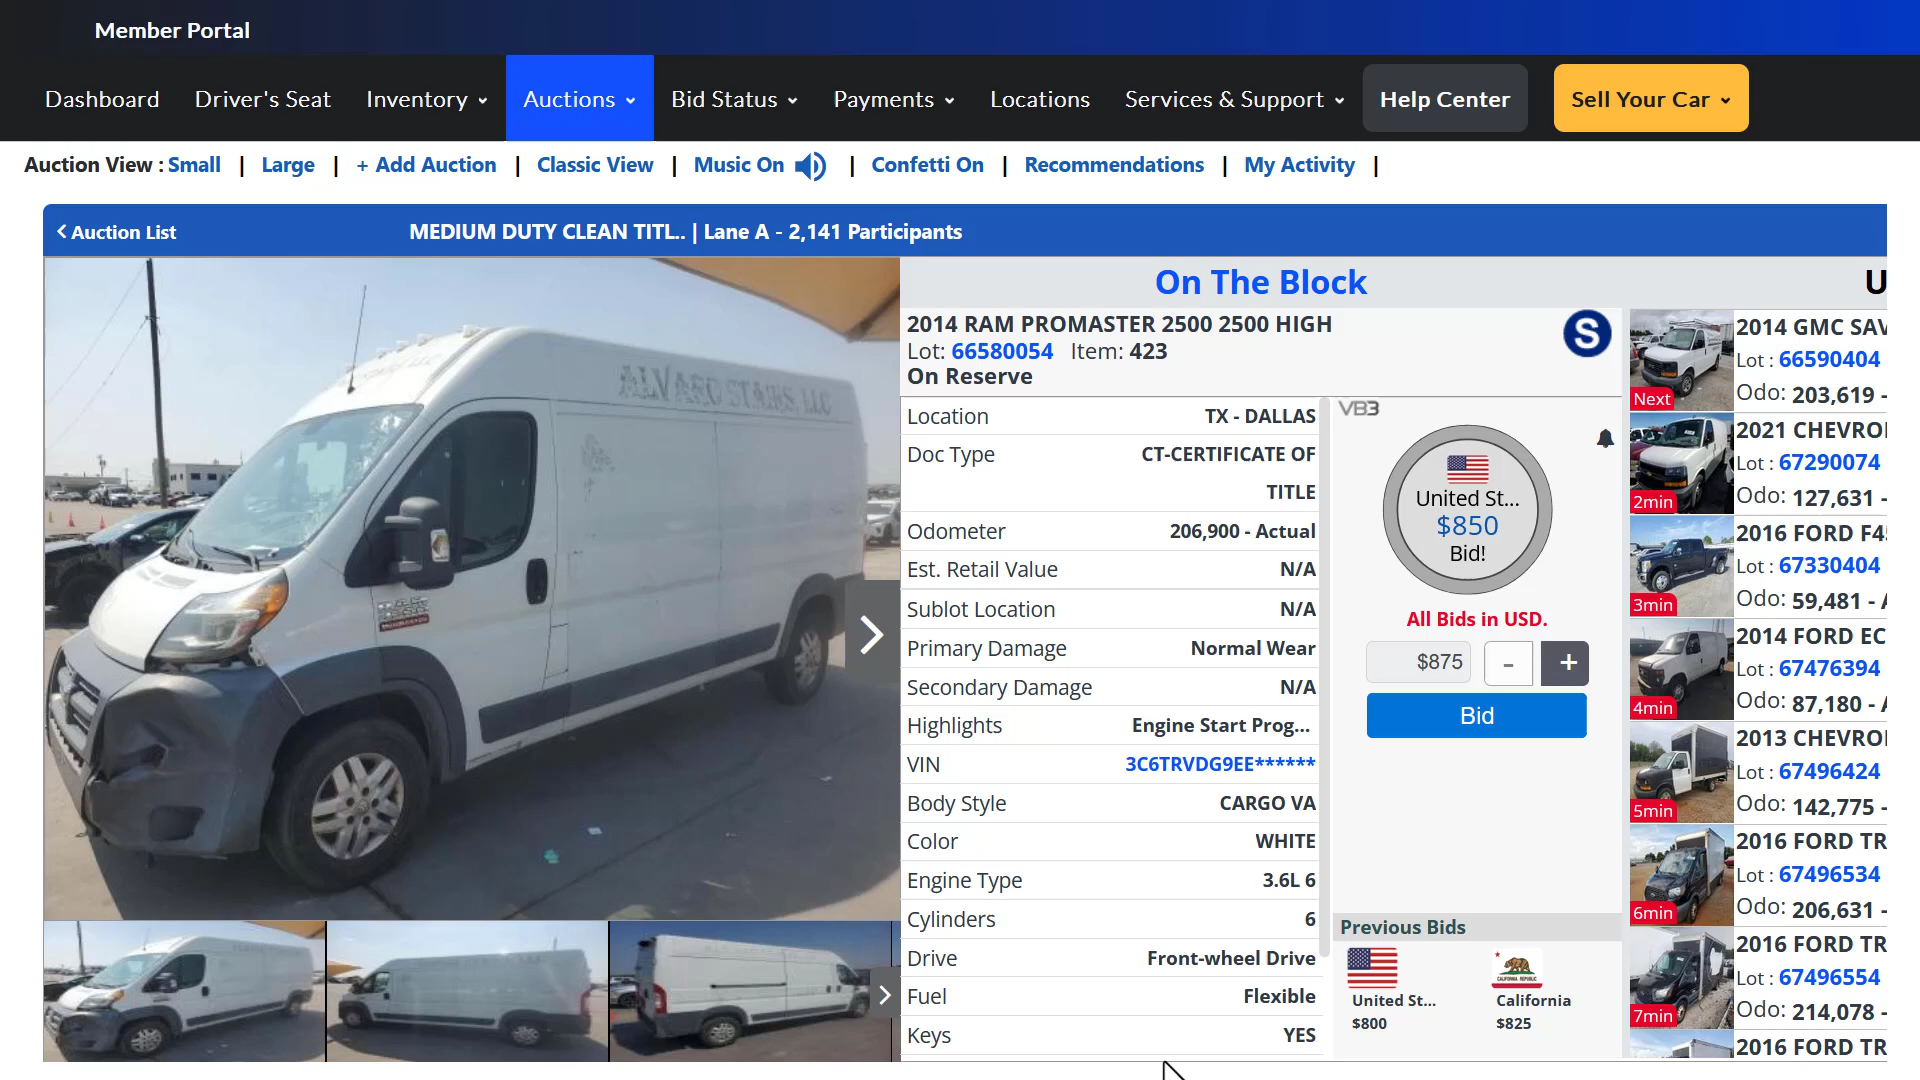 Member Portal
Dashboard Driver's Seat Inventory Auctions Bid Status Payments Locations Services & Support Help Center Sell Your Car
Auction View : Small | Large | + Add Auction | Classic View | Music On | Confetti On | Recommendations | My Activity |
Auction List
MEDIUM DUTY CLEAN TITL.. | Lane A - 2,141 Participants
ALVARO STAIRS, LLC
On The Block
2014 RAM PROMASTER 2500 2500 HIGH
Lot: 66580054 Item: 423
On Reserve
S
Location TX - DALLAS
Doc Type CT-CERTIFICATE OF
TITLE
Odometer 206,900 - Actual
Est. Retail Value N/A
Sublot Location N/A
Primary Damage Normal Wear
Secondary Damage N/A
Highlights Engine Start Prog...
VIN 3C6TRVDG9EE******
Body Style CARGO VA
Color WHITE
Engine Type 3.6L 6
Cylinders 6
Drive Front-wheel Drive
Fuel Flexible
Keys YES
VB3
United St...
$850
Bid!
All Bids in USD.
$875 - +
Bid
Previous Bids
United St...
$800
California
$825
U
2014 GMC SAV
Lot : 66590404
Odo: 203,619 -
Next
2021 CHEVROL
Lot : 67290074
Odo: 127,631 -
2min
2016 FORD F4
Lot : 67330404
Odo: 59,481 - A
3min
2014 FORD EC
Lot : 67476394
Odo: 87,180 - A
4min
2013 CHEVROL
Lot : 67496424
Odo: 142,775 -
5min
2016 FORD TR
Lot : 67496534
Odo: 206,631 -
6min
2016 FORD TR
Lot : 67496554
Odo: 214,078 -
7min
2016 FORD TR